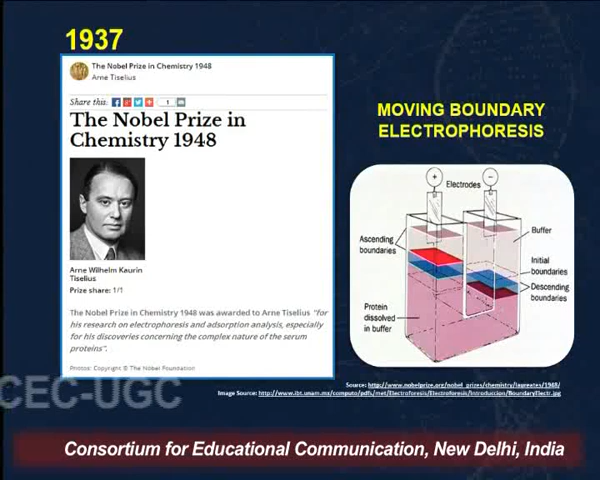 1937
The Nobel Prize in Chemistry 1948
Arne Tiselius
Share this:
1
The Nobel Prize in
Chemistry 1948
Arne Wilhelm Kaurin
Tiselius
Prize share: 1/1
The Nobel Prize in Chemistry 1948 was awarded to Arne Tiselius "for
his research on electrophoresis and adsorption analysis, especially
for his discoveries concerning the complex nature of the serum
proteins".
Photos: Copyright © The Nobel Foundation
MOVING BOUNDARY
ELECTROPHORESIS
+
−
Electrodes
Ascending
boundaries
Buffer
Initial
boundaries
Descending
boundaries
Protein
dissolved
in buffer
Source: http://www.nobelprize.org/nobel_prizes/chemistry/laureates/1948/
CEC-UGC
Consortium for Educational Communication, New Delhi, India